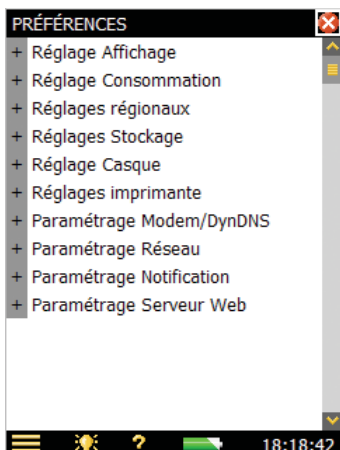 PRÉFÉRENCES
+ Réglage Affichage
+ Réglage Consommation
+ Réglages régionaux
+ Réglages Stockage
+ Réglage Casque
+ Réglages imprimante
+ Paramétrage Modem/DynDNS
+ Paramétrage Réseau
+ Paramétrage Notification
+ Paramétrage Serveur Web
? 18:18:42